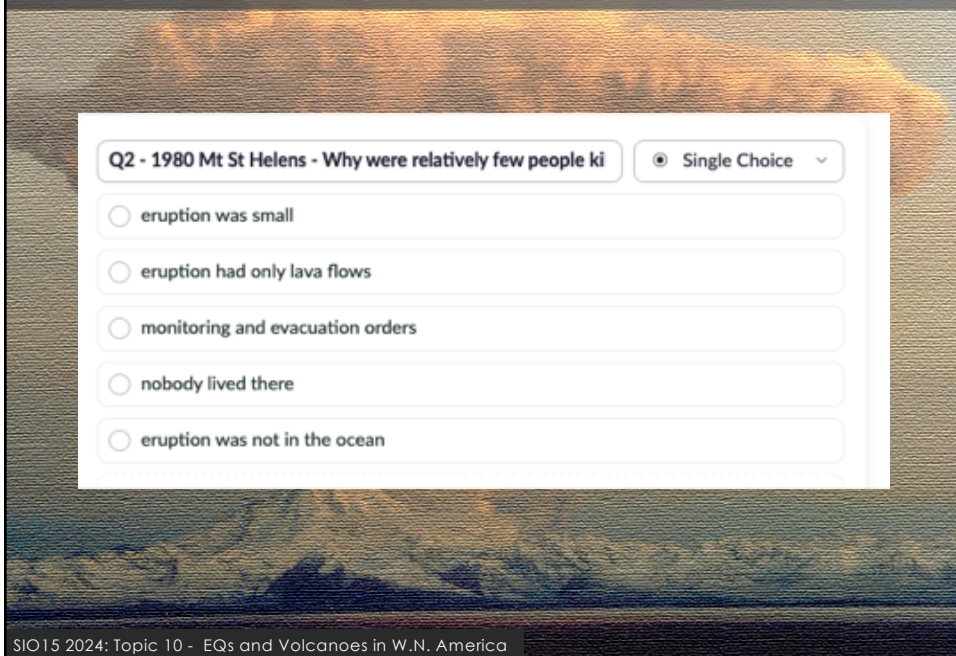 Q2 - 1980 Mt St Helens - Why were relatively few people ki
Single Choice
eruption was small
eruption had only lava flows
monitoring and evacuation orders
nobody lived there
eruption was not in the ocean
SIO15 2024: Topic 10 - EQs and Volcanoes in W.N. America